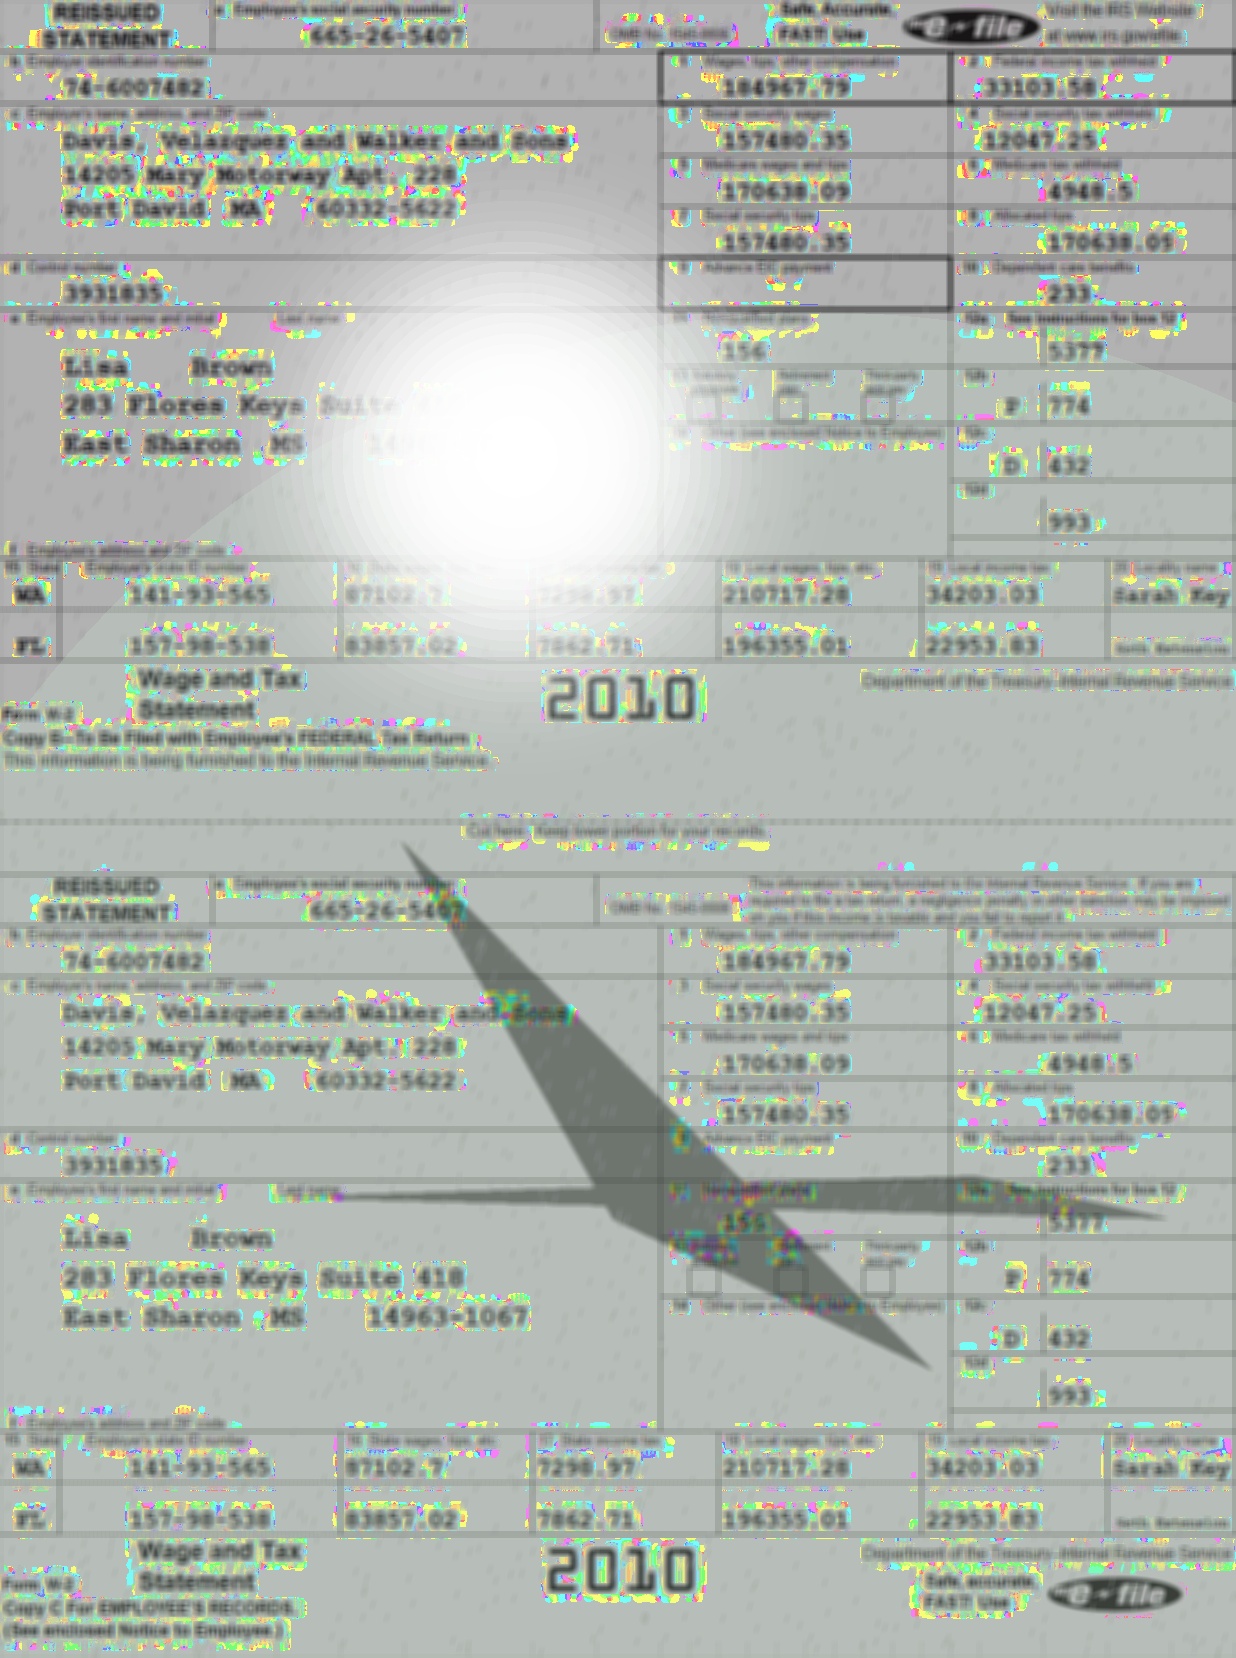 REISSUED STATEMENT
a Employee's social security number
665-26-5407
OMB No. 1545-0008
Safe, Accurate, FAST! Use
e-file
Visit the IRS Website at www.irs.gov/efile
b Employer identification number
74-6007482
1 Wages, tips, other compensation
184967.79
2 Federal income tax withheld
33103.58
c Employer's name, address, and ZIP code
Davis, Velazquez and Walker and Sons
14205 Mary Motorway Apt. 228
Port David MA 60332-5622
3 Social security wages
157480.35
4 Social security tax withheld
12047.25
5 Medicare wages and tips
170638.09
6 Medicare tax withheld
4948.5
7 Social security tips
157480.35
8 Allocated tips
170638.09
d Control number
3931835
9 Advance EIC payment
10 Dependent care benefits
233
e Employee's first name and initial Last name
Lisa Brown
283 Flores Keys Suite
East Sharon MS
11 Nonqualified plans
156
12a See instructions for box 12
5377
13 Statutory employee Retirement plan Third-party sick pay
12b
P 774
14 Other (see enclosed Notice to Employee)
12c
D 432
12d
993
f Employee's address and ZIP code
15 State Employer's state ID number
18 Local wages, tips, etc.
19 Local income tax
20 Locality name
MA 141-93-565 87102.7 7298.97 210717.28 34203.03 Sarah Key
FL 157-98-538 83857.02 7862.71 196355.01 22953.83
Form W-2
Wage and Tax Statement
2010
Department of the Treasury-Internal Revenue Service
Copy B—To Be Filed with Employee's FEDERAL Tax Return.
This information is being furnished to the Internal Revenue Service.
Cut here. Keep lower portion for your records.
REISSUED STATEMENT
a Employee's social security number
665-26-5407
OMB No. 1545-0008
This information is being furnished to the Internal Revenue Service. If you are
required to file a tax return, a negligence penalty or other sanction may be imposed
on you if this income is taxable and you fail to report it.
b Employer identification number
74-6007482
1 Wages, tips, other compensation
184967.79
2 Federal income tax withheld
33103.58
c Employer's name, address, and ZIP code
Davis, Velazquez and Walker and Sons
14205 Mary Motorway Apt. 228
Port David MA 60332-5622
3 Social security wages
157480.35
4 Social security tax withheld
12047.25
5 Medicare wages and tips
170638.09
6 Medicare tax withheld
4948.5
7 Social security tips
157480.35
8 Allocated tips
170638.09
d Control number
3931835
9 Advance EIC payment
10 Dependent care benefits
233
e Employee's first name and initial Last name
Lisa Brown
283 Flores Keys Suite 418
East Sharon MS 14963-1067
11 Nonqualified plans
156
12a See instructions for box 12
5377
Third-party sick pay
12b
P 774
14 Other (see enclosed Notice to Employee)
12c
D 432
12d
993
f Employee's address and ZIP code
15 State Employer's state ID number
16 State wages, tips, etc.
17 State income tax
18 Local wages, tips, etc.
19 Local income tax
20 Locality name
MA 141-93-565 87102.7 7298.97 210717.28 34203.03 Sarah Key
FL 157-98-538 83857.02 7862.71 196355.01 22953.83
Form W-2
Wage and Tax Statement
2010
Department of the Treasury-Internal Revenue Service
Copy C For EMPLOYEE'S RECORDS.
(See enclosed Notice to Employee.)
Safe, accurate, FAST! Use
e-file